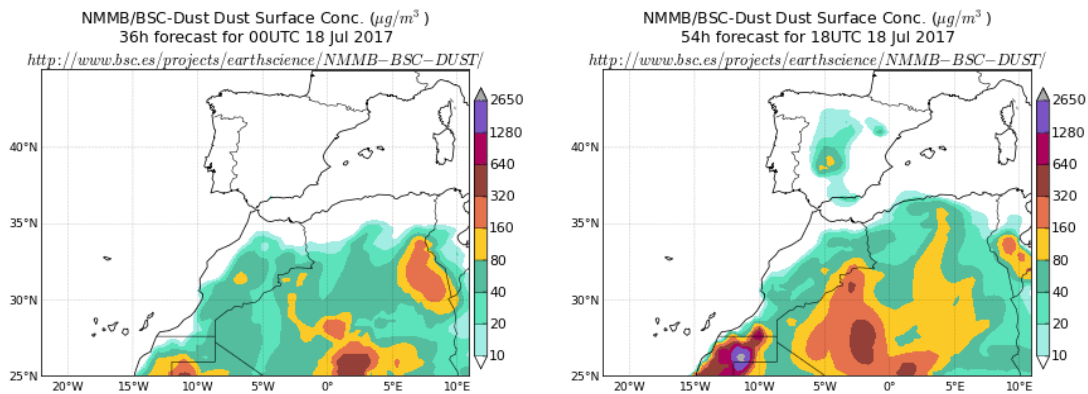 NMMB/BSC-Dust Dust Surface Conc. (μg/m³ )
36h forecast for 00UTC 18 Jul 2017
http://www.bsc.es/projects/earthscience/NMMB−BSC−DUST/
40°N
35°N
30°N
25°N
20°W
15°W
10°W
5°W
0°
5°E
10°E
2650
1280
640
320
160
80
40
20
10
NMMB/BSC-Dust Dust Surface Conc. (μg/m³ )
54h forecast for 18UTC 18 Jul 2017
http://www.bsc.es/projects/earthscience/NMMB−BSC−DUST/
40°N
35°N
30°N
25°N
20°W
15°W
10°W
5°W
0°
5°E
10°E
2650
1280
640
320
160
80
40
20
10